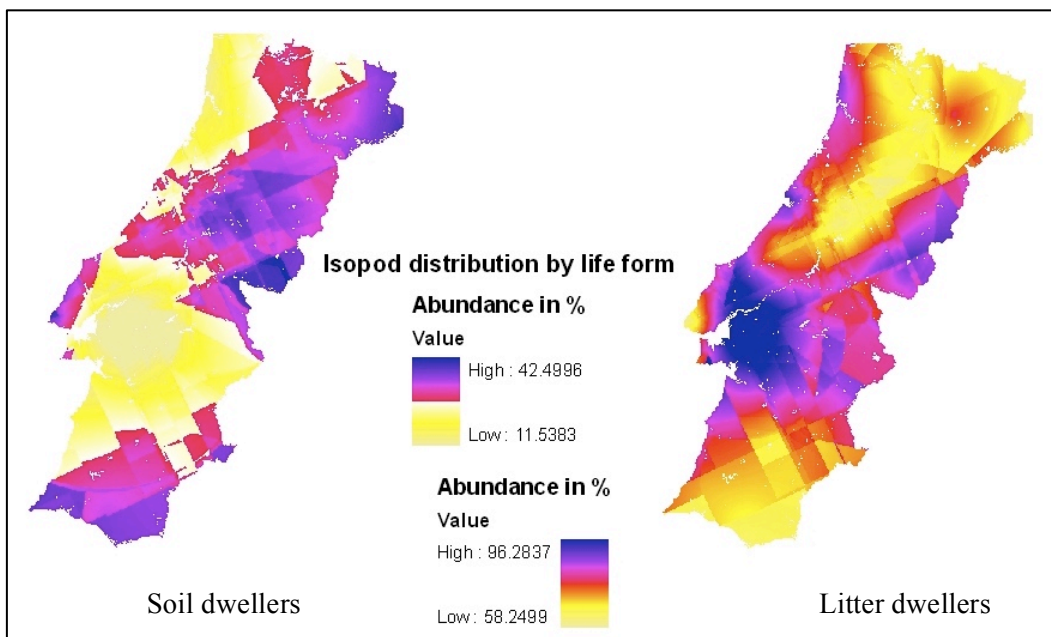 Isopod distribution by life form
Abundance in %
Value
High : 42.4996
Low : 11.5383
Abundance in %
Value
High : 96.2837
Low : 58.2499
Soil dwellers
Litter dwellers